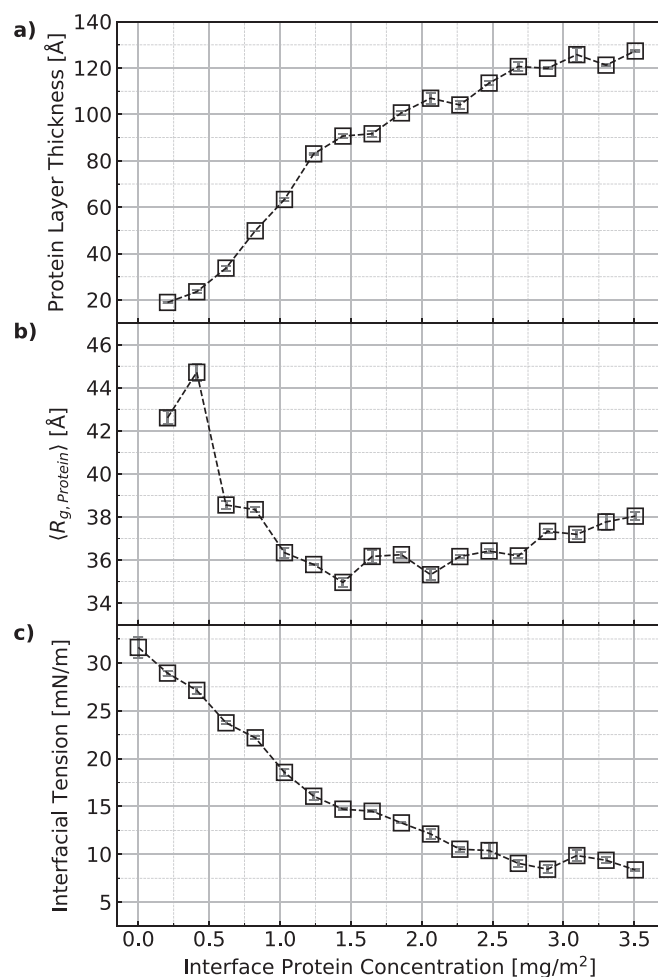 a)
Protein Layer Thickness [Å]
140
120
100
80
60
40
20
b)
⟨R_{g,Protein}⟩ [Å]
46
44
42
40
38
36
34
c)
Interfacial Tension [mN/m]
30
25
20
15
10
5
0.0 0.5 1.0 1.5 2.0 2.5 3.0 3.5
Interface Protein Concentration [mg/m²]